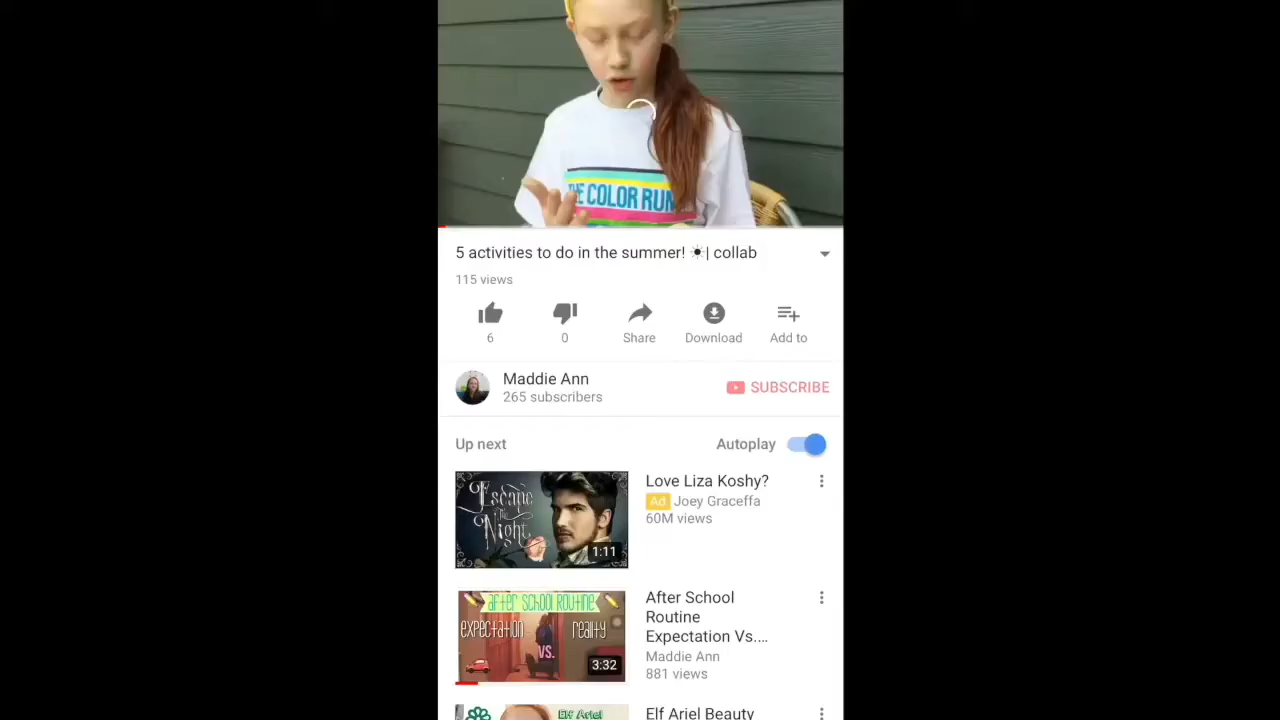 THE COLOR RUN
5 activities to do in the summer! ☀| collab
115 views
6
0
Share
Download
Add to
Maddie Ann
265 subscribers
SUBSCRIBE
Up next
Autoplay
Escape
The
Night
1:11
Love Liza Koshy?
Ad Joey Graceffa
60M views
after school routine
expectation
vs.
reality
3:32
After School
Routine
Expectation Vs....
Maddie Ann
881 views
Elf Ariel
Elf Ariel Beauty